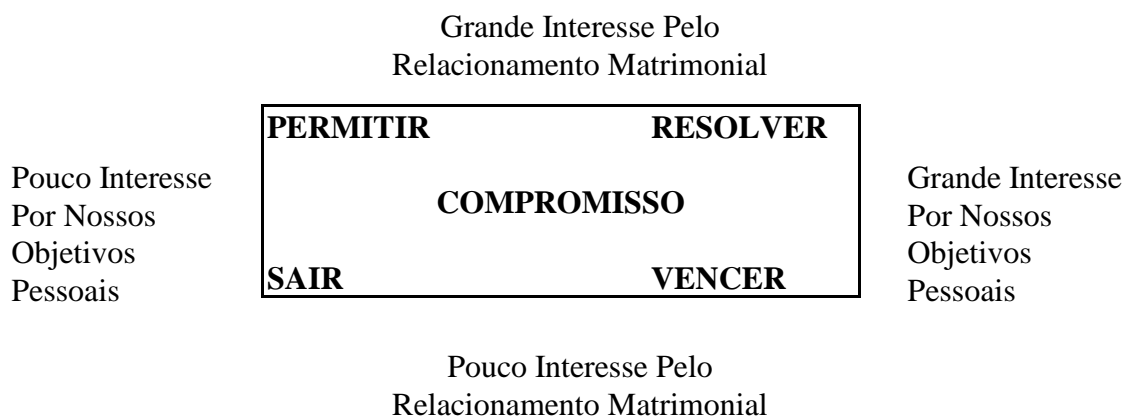 Grande Interesse Pelo
Relacionamento Matrimonial
PERMITIR RESOLVER
Pouco Interesse
Por Nossos
Objetivos
Pessoais
COMPROMISSO
Grande Interesse
Por Nossos
Objetivos
Pessoais
SAIR VENCER
Pouco Interesse Pelo
Relacionamento Matrimonial